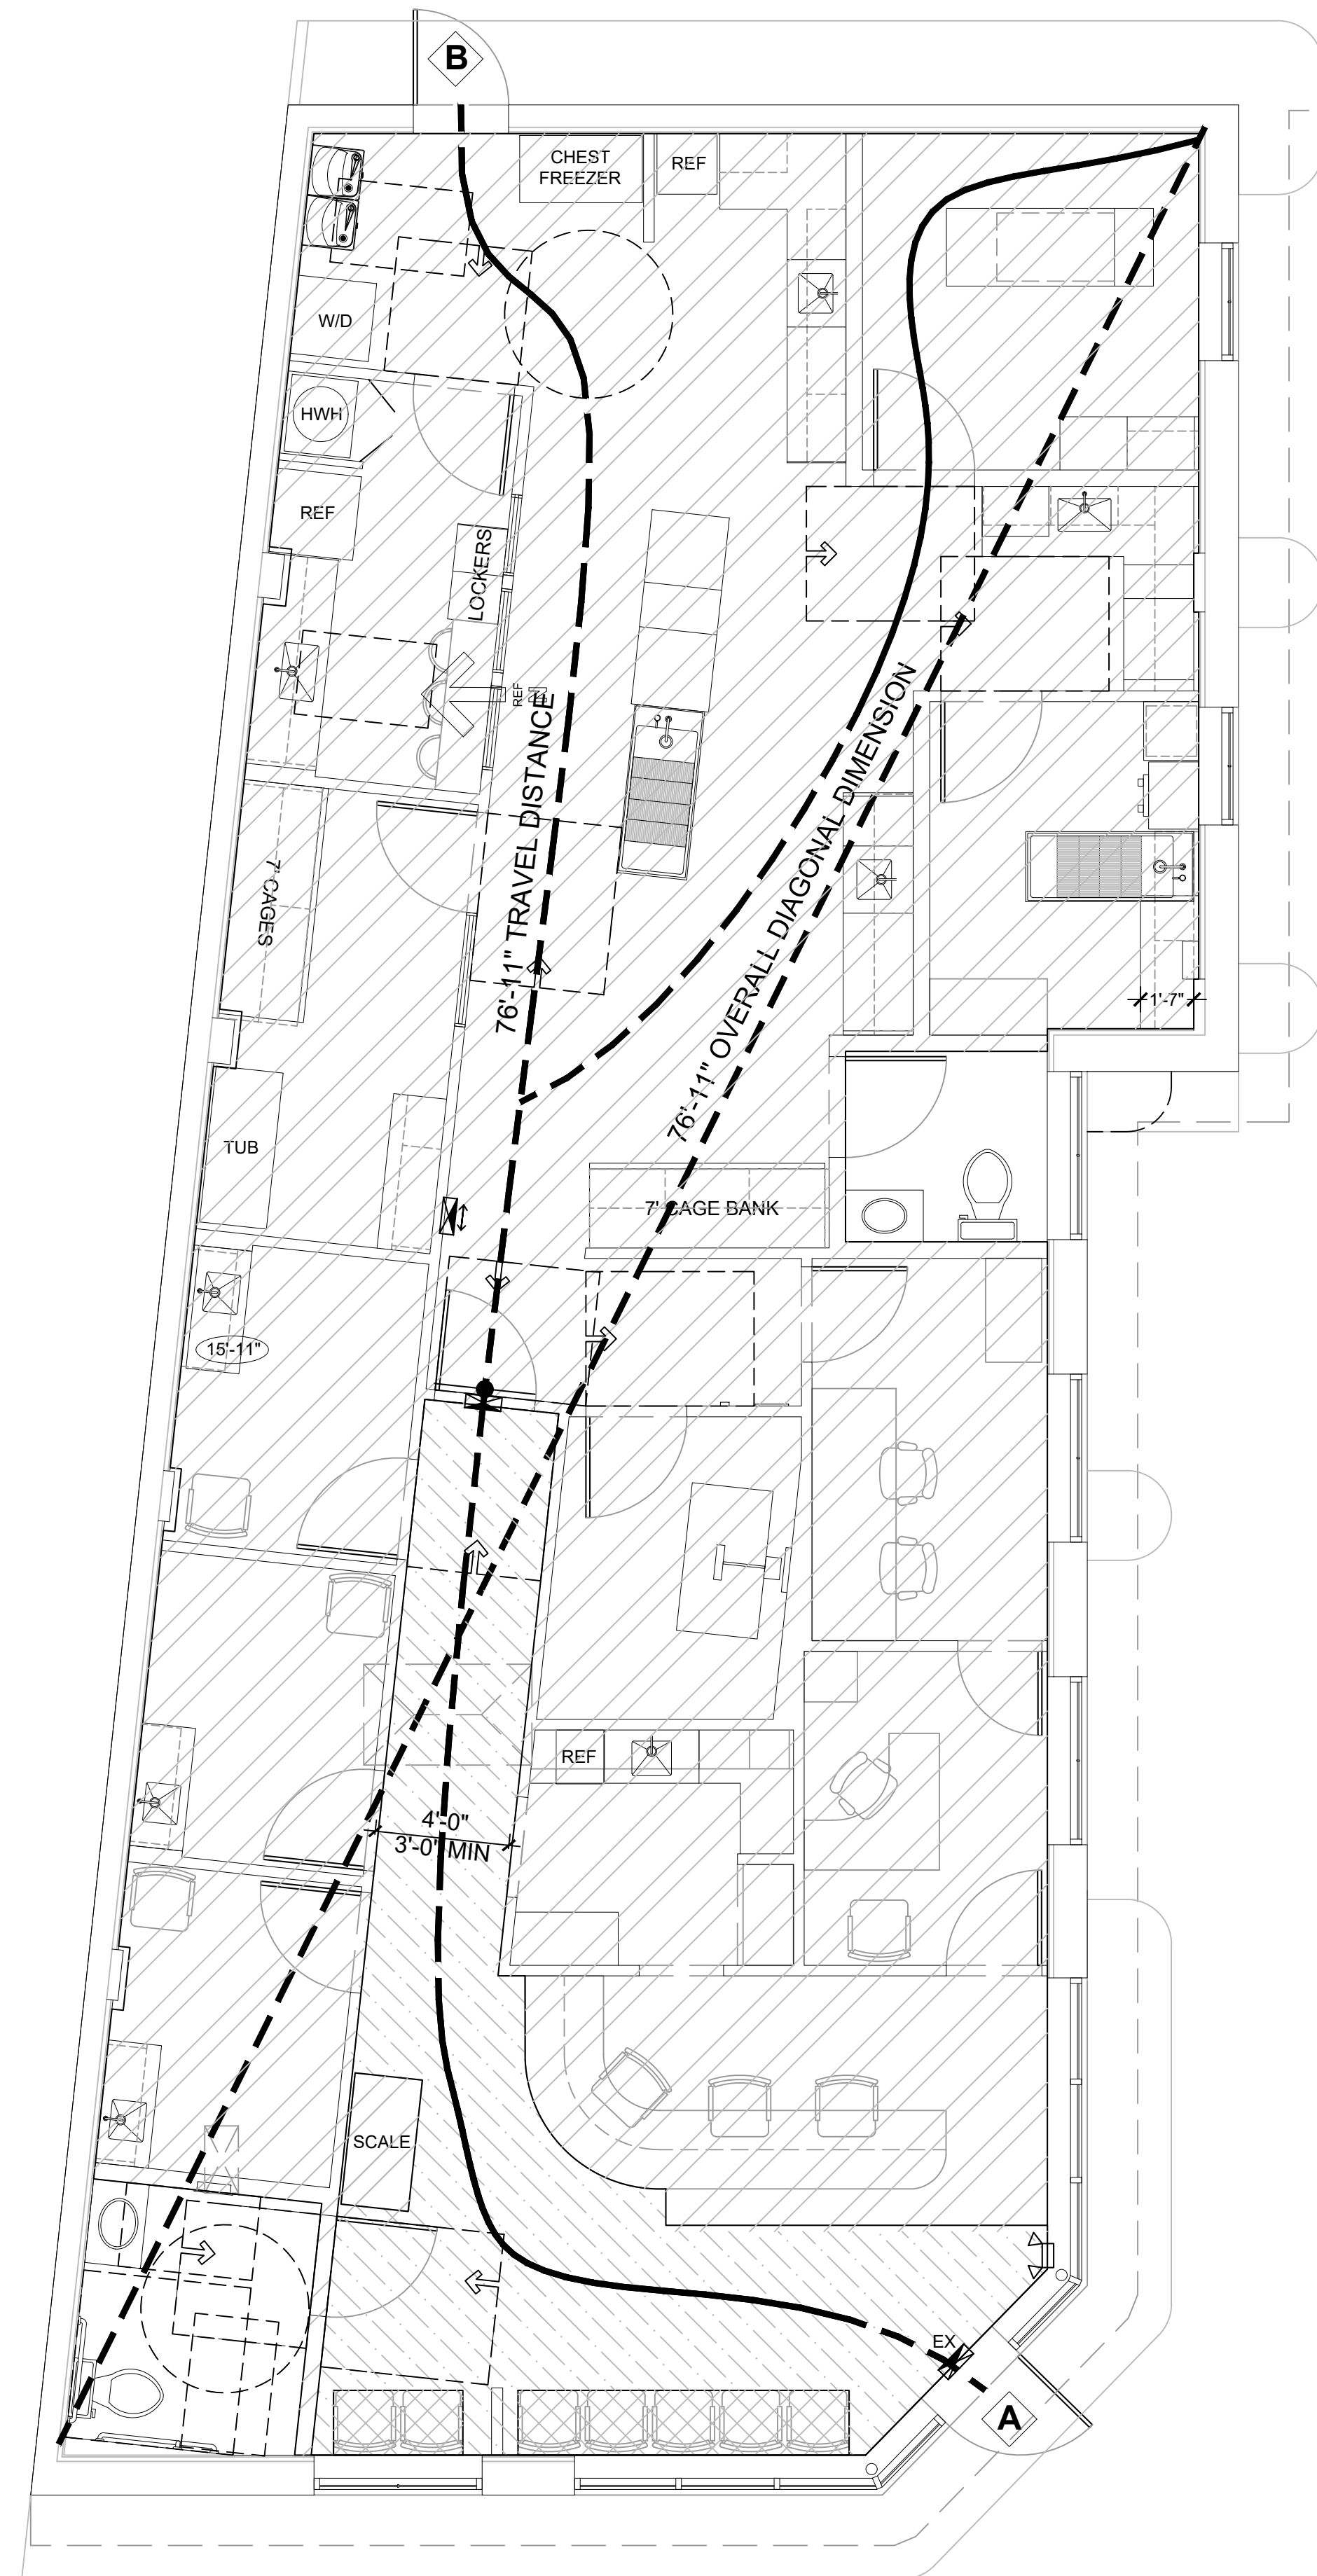 B
CHEST
FREEZER
REF
W/D
HWH
REF
LOCKERS
REF
76'-11" TRAVEL DISTANCE
76'-11" OVERALL DIAGONAL DIMENSION
7' CAGES
1'-7"
TUB
7' CAGE BANK
15'-11"
REF
4'-0"
3'-0" MIN
SCALE
EX
A